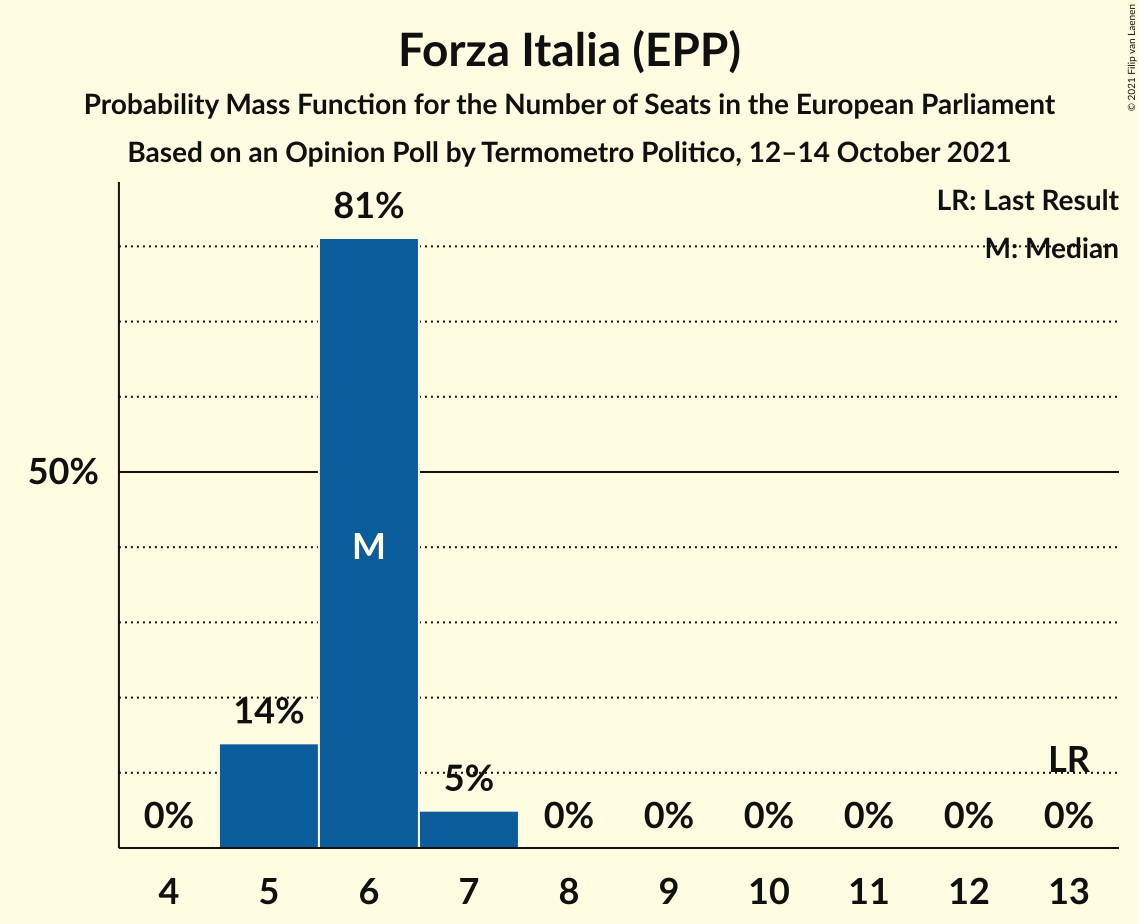 Forza Italia (EPP)
Probability Mass Function for the Number of Seats in the European Parliament
Based on an Opinion Poll by Termometro Politico, 12–14 October 2021
© 2021 Filip van Laenen
LR: Last Result
M: Median
81%
50%
M
14%
5%
LR
0%
0%
0%
0%
0%
0%
0%
4 5 6 7 8 9 10 11 12 13